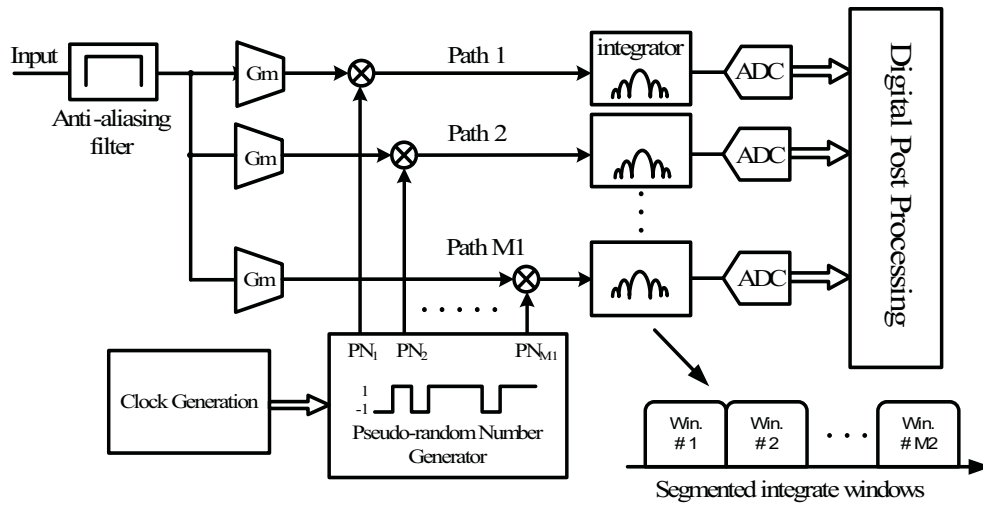 Input
Anti-aliasing
filter
Gm
Path 1
integrator
ADC
Gm
Path 2
ADC
Gm
Path M1
ADC
Digital Post Processing
PN1
PN2
PNM1
Clock Generation
1
-1
Pseudo-random Number
Generator
Win.
#1
Win.
#2
Win.
#M2
Segmented integrate windows